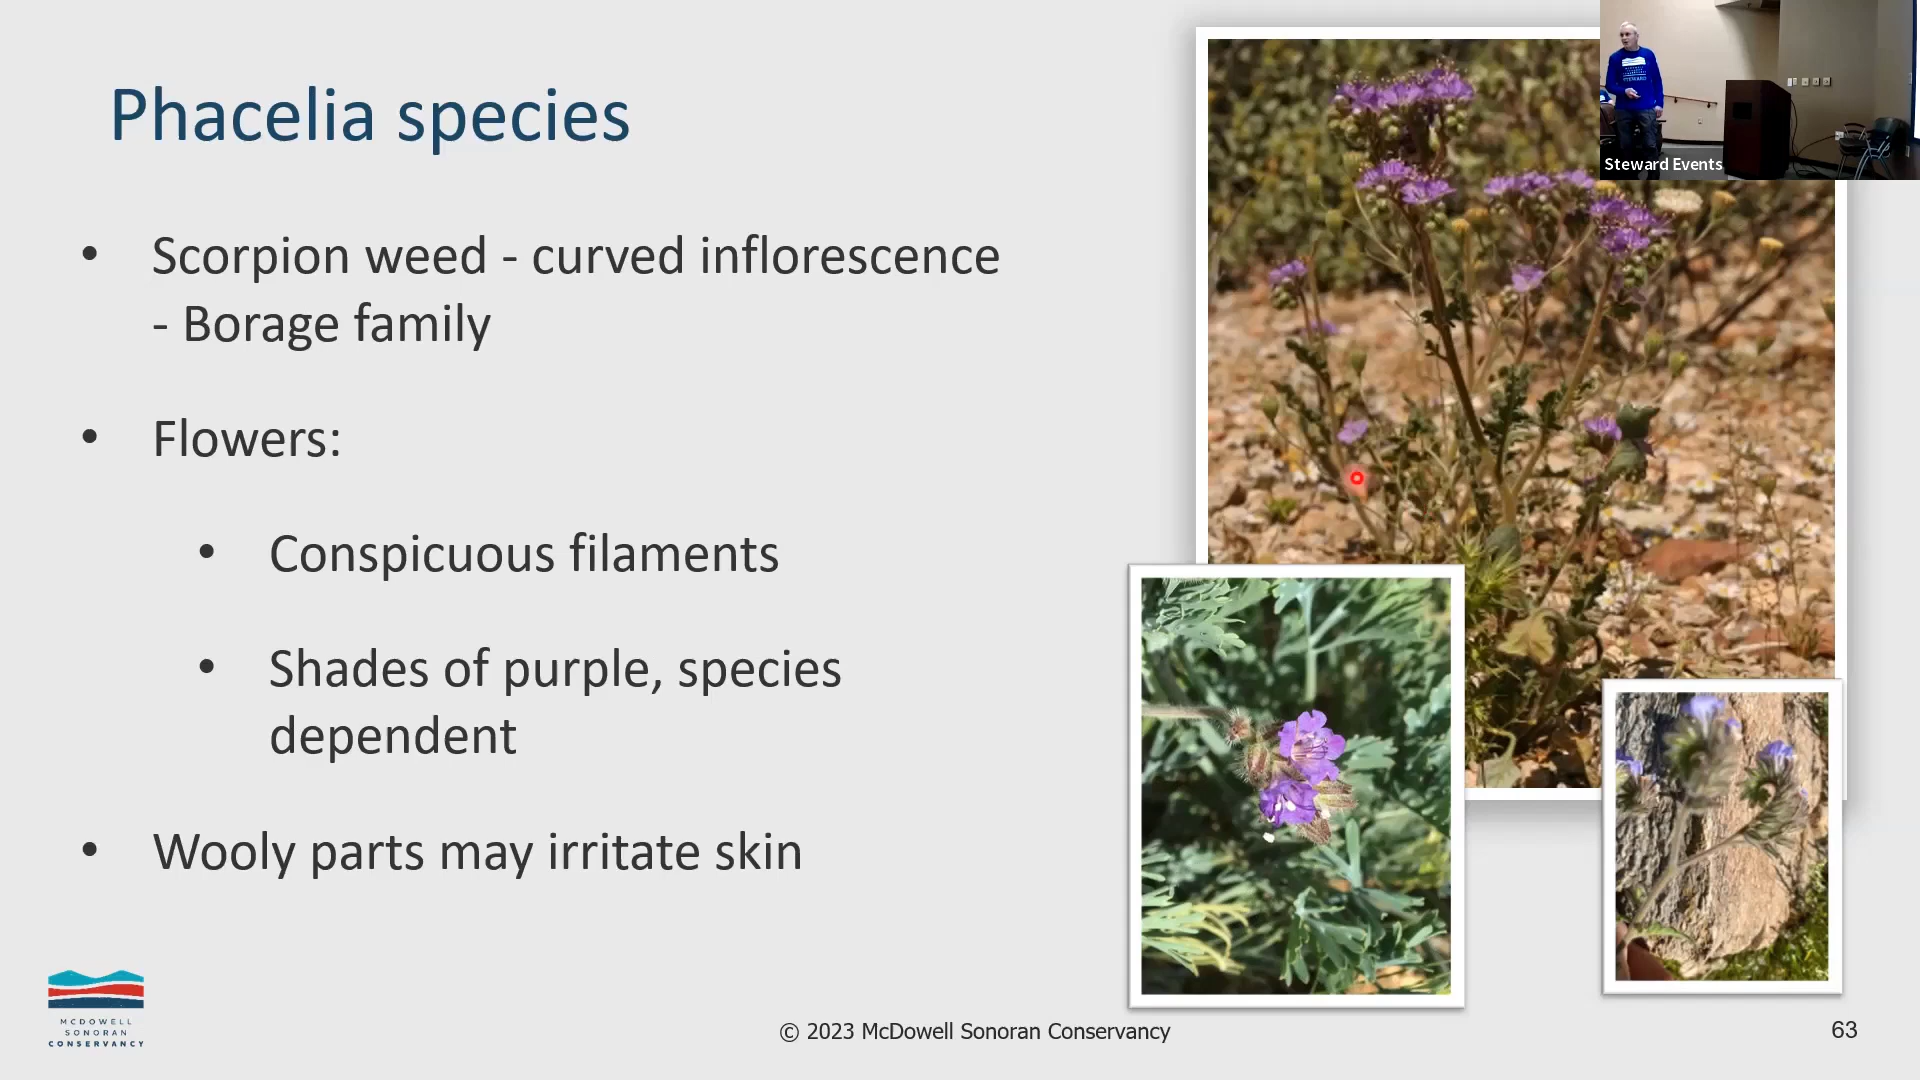 Phacelia species
• Scorpion weed - curved inflorescence
- Borage family
• Flowers:
• Conspicuous filaments
• Shades of purple, species
dependent
• Wooly parts may irritate skin
Steward Events
STEWARD
MCDOWELL
SONORAN
CONSERVANCY
© 2023 McDowell Sonoran Conservancy
63